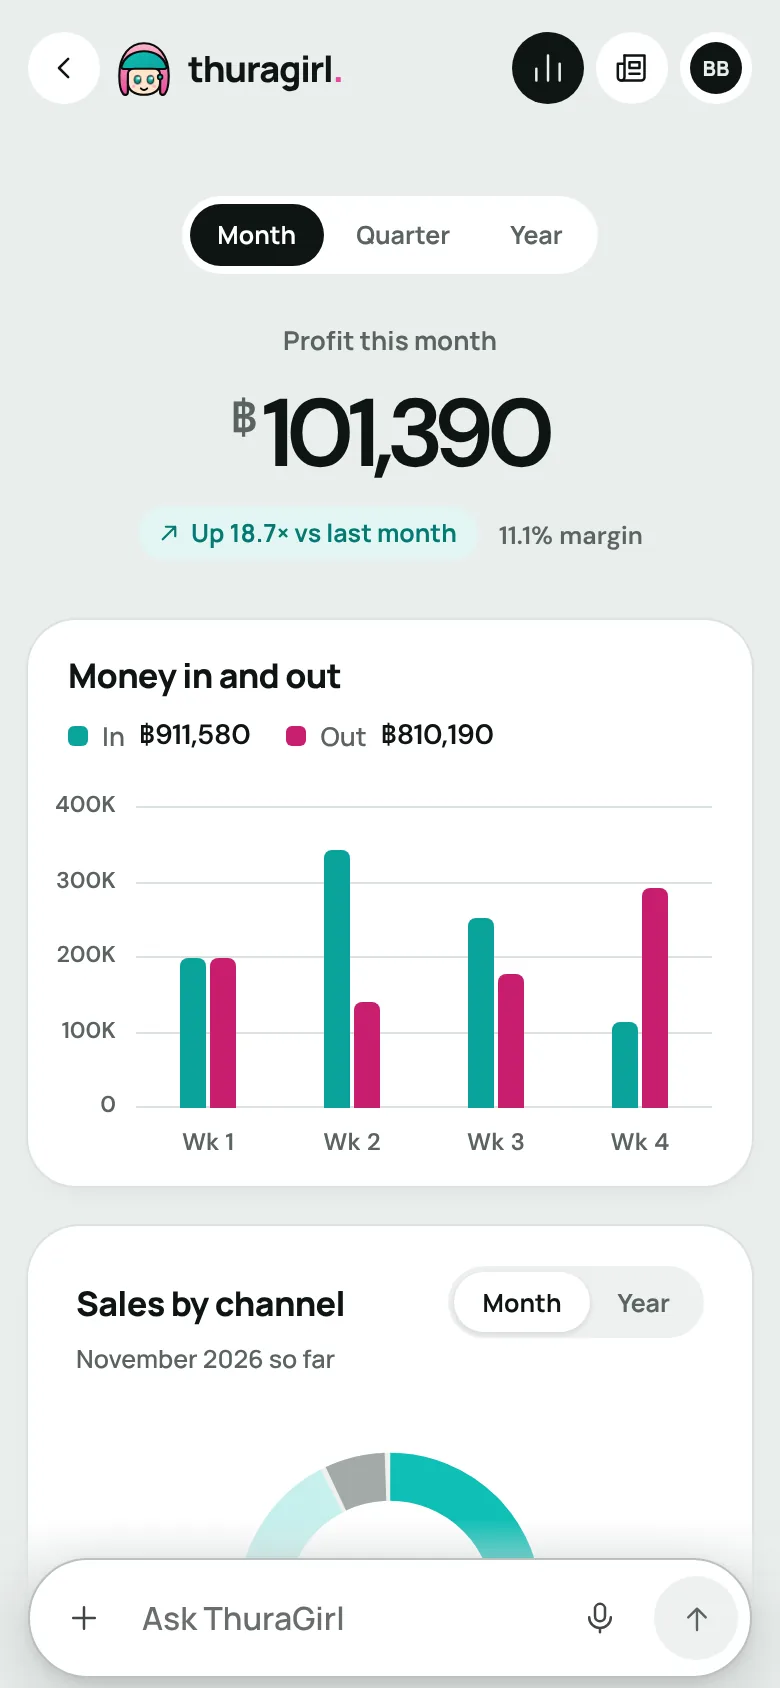 thuragirl.
BB
Month Quarter Year
Profit this month
฿101,390
Up 18.7× vs last month 11.1% margin
Money in and out
In ฿911,580 Out ฿810,190
400K
300K
200K
100K
0
Wk 1 Wk 2 Wk 3 Wk 4
Sales by channel
Month Year
November 2026 so far
Ask ThuraGirl